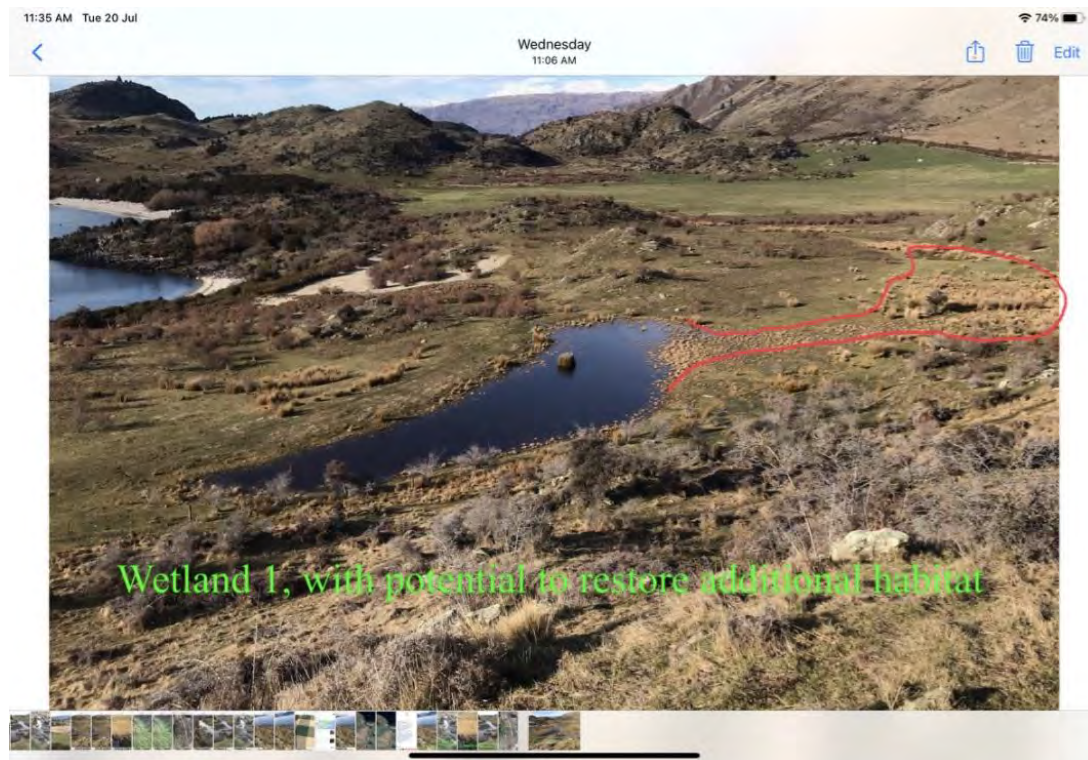 11:35 AM Tue 20 Jul
74%
Wednesday
11:06 AM
Edit
Wetland 1, with potential to restore additional habitat